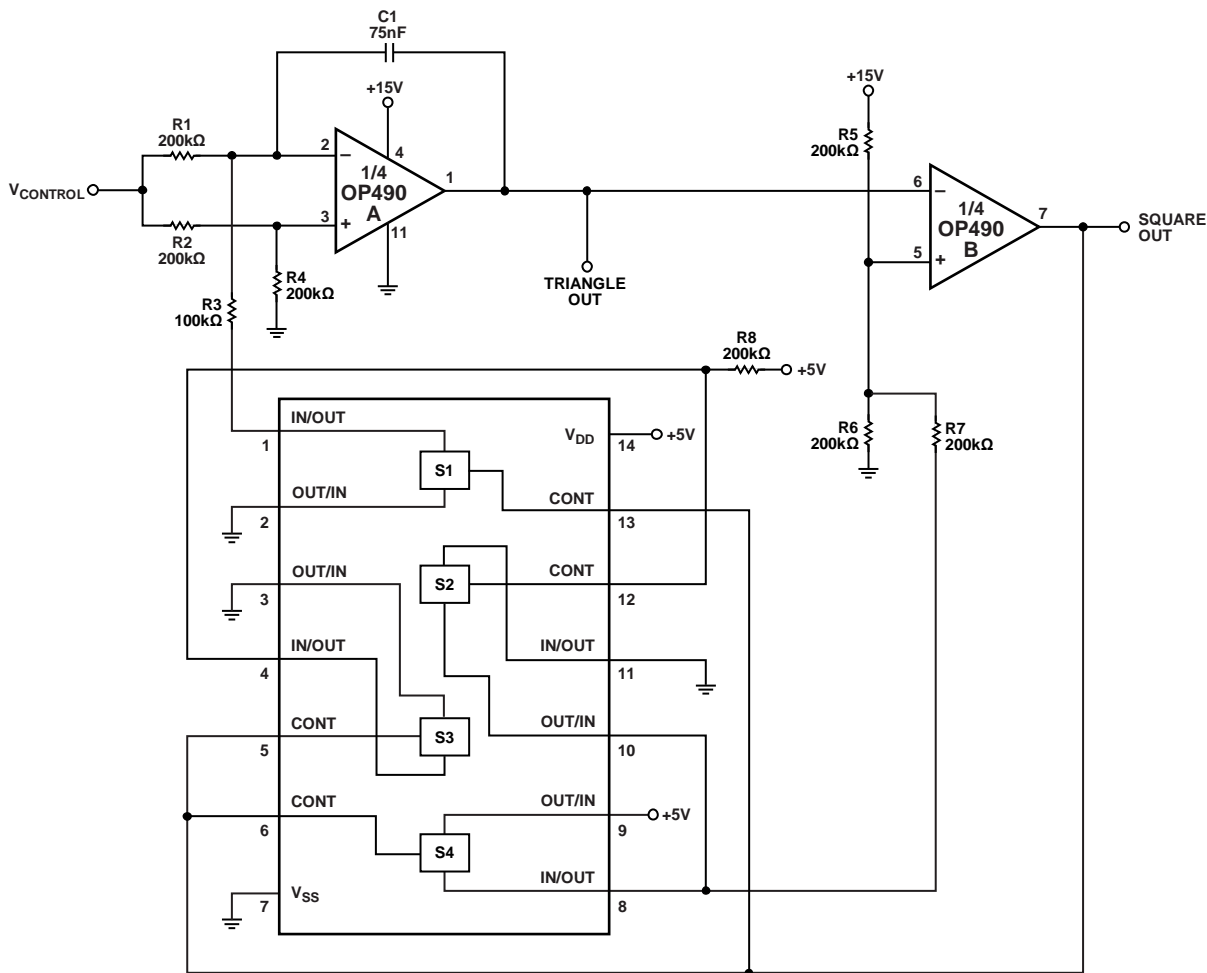 C1
75nF
+15V
+15V
R1
200kΩ
R5
200kΩ
2
−
4
1/4
OP490
A
1
6
−
1/4
OP490
B
7
SQUARE
OUT
VCONTROL
3
+
11
5
+
R2
200kΩ
R4
200kΩ
TRIANGLE
OUT
R3
100kΩ
R8
200kΩ
+5V
IN/OUT
1
VDD
14
+5V
R6
200kΩ
R7
200kΩ
S1
OUT/IN
2
CONT
13
OUT/IN
3
S2
CONT
12
IN/OUT
4
IN/OUT
11
CONT
5
S3
OUT/IN
10
CONT
6
OUT/IN
9
+5V
S4
IN/OUT
8
VSS
7